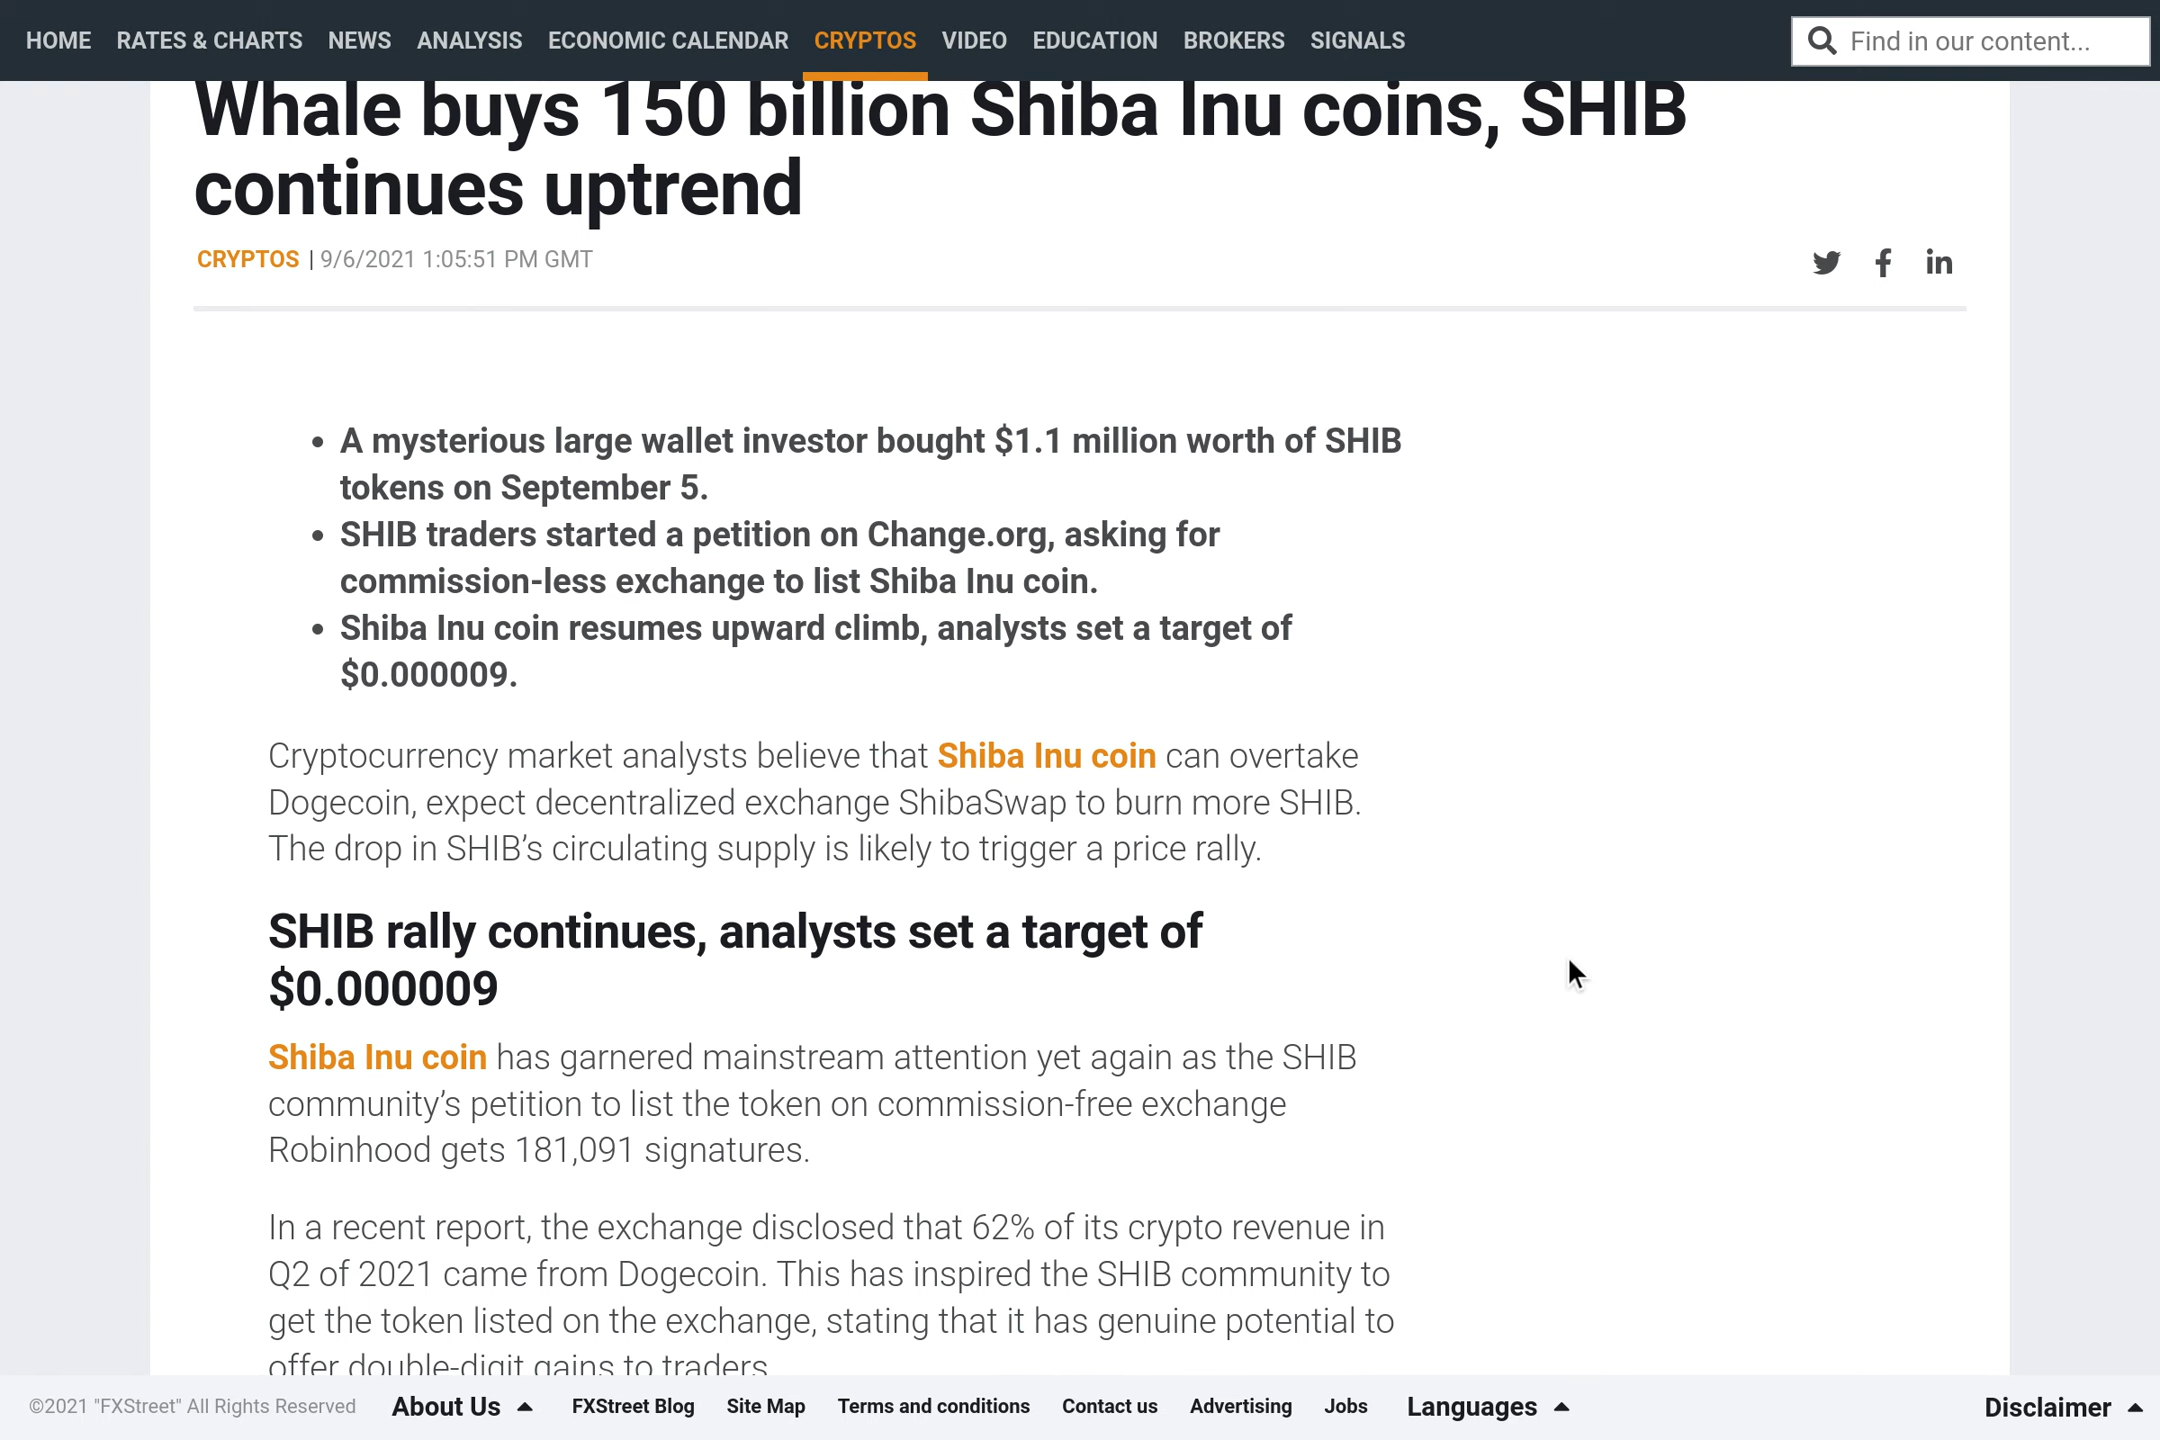 HOME RATES & CHARTS NEWS ANALYSIS ECONOMIC CALENDAR CRYPTOS VIDEO EDUCATION BROKERS SIGNALS Find in our content...
Whale buys 150 billion Shiba Inu coins, SHIB
continues uptrend
CRYPTOS | 9/6/2021 1:05:51 PM GMT
• A mysterious large wallet investor bought $1.1 million worth of SHIB
tokens on September 5.
• SHIB traders started a petition on Change.org, asking for
commission-less exchange to list Shiba Inu coin.
• Shiba Inu coin resumes upward climb, analysts set a target of
$0.000009.
Cryptocurrency market analysts believe that Shiba Inu coin can overtake
Dogecoin, expect decentralized exchange ShibaSwap to burn more SHIB.
The drop in SHIB’s circulating supply is likely to trigger a price rally.
SHIB rally continues, analysts set a target of
$0.000009
Shiba Inu coin has garnered mainstream attention yet again as the SHIB
community’s petition to list the token on commission-free exchange
Robinhood gets 181,091 signatures.
In a recent report, the exchange disclosed that 62% of its crypto revenue in
Q2 of 2021 came from Dogecoin. This has inspired the SHIB community to
get the token listed on the exchange, stating that it has genuine potential to
offer double-digit gains to traders
©2021 "FXStreet" All Rights Reserved About Us FXStreet Blog Site Map Terms and conditions Contact us Advertising Jobs Languages Disclaimer